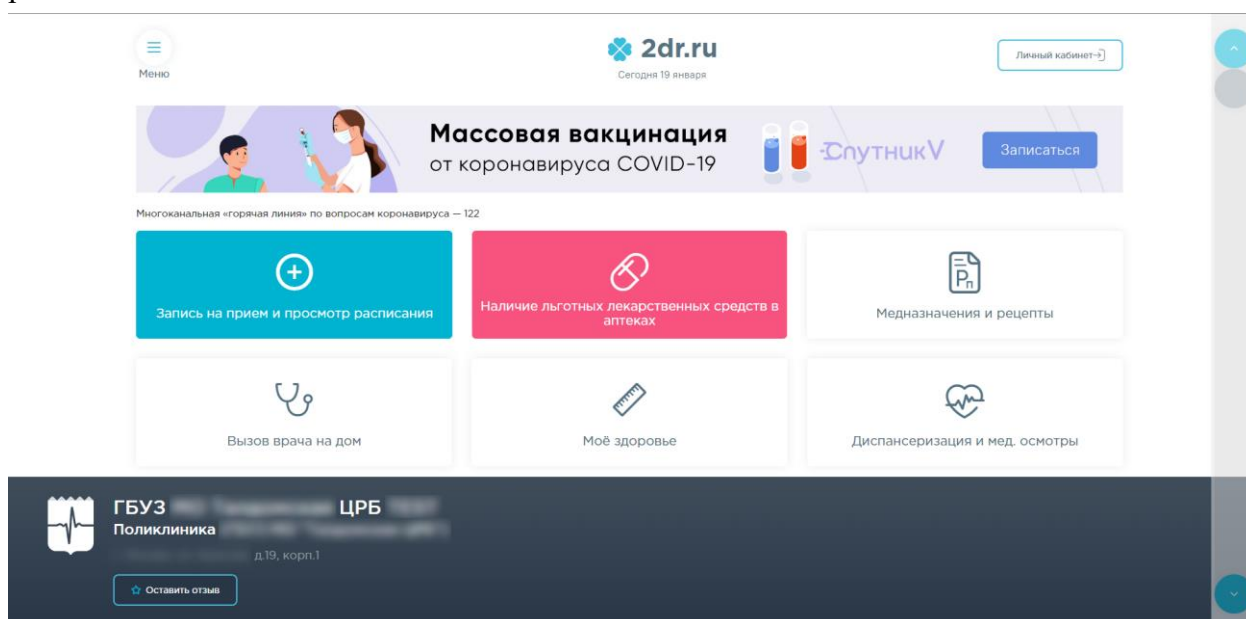 2dr.ru
Меню
Сегодня 19 января
Личный кабинет
Массовая вакцинация
от коронавируса COVID-19
СпутникV
Записаться
Многоканальная «горячая линия» по вопросам коронавируса — 122
Запись на прием и просмотр расписания
Наличие льготных лекарственных средств в
аптеках
Рп
Медназначения и рецепты
Вызов врача на дом
Моё здоровье
Диспансеризация и мед. осмотры
ГБУЗ ЦРБ
Поликлиника
д.19, корп.1
Оставить отзыв